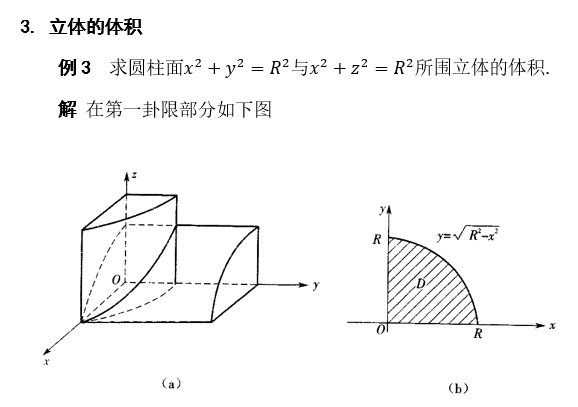 3. 立体的体积
例 3 求圆柱面x² + y² = R²与x² + z² = R²所围立体的体积.
解 在第一卦限部分如下图
z
O
y
x
(a)
y
R
y=√R²−x²
D
O
R
x
(b)